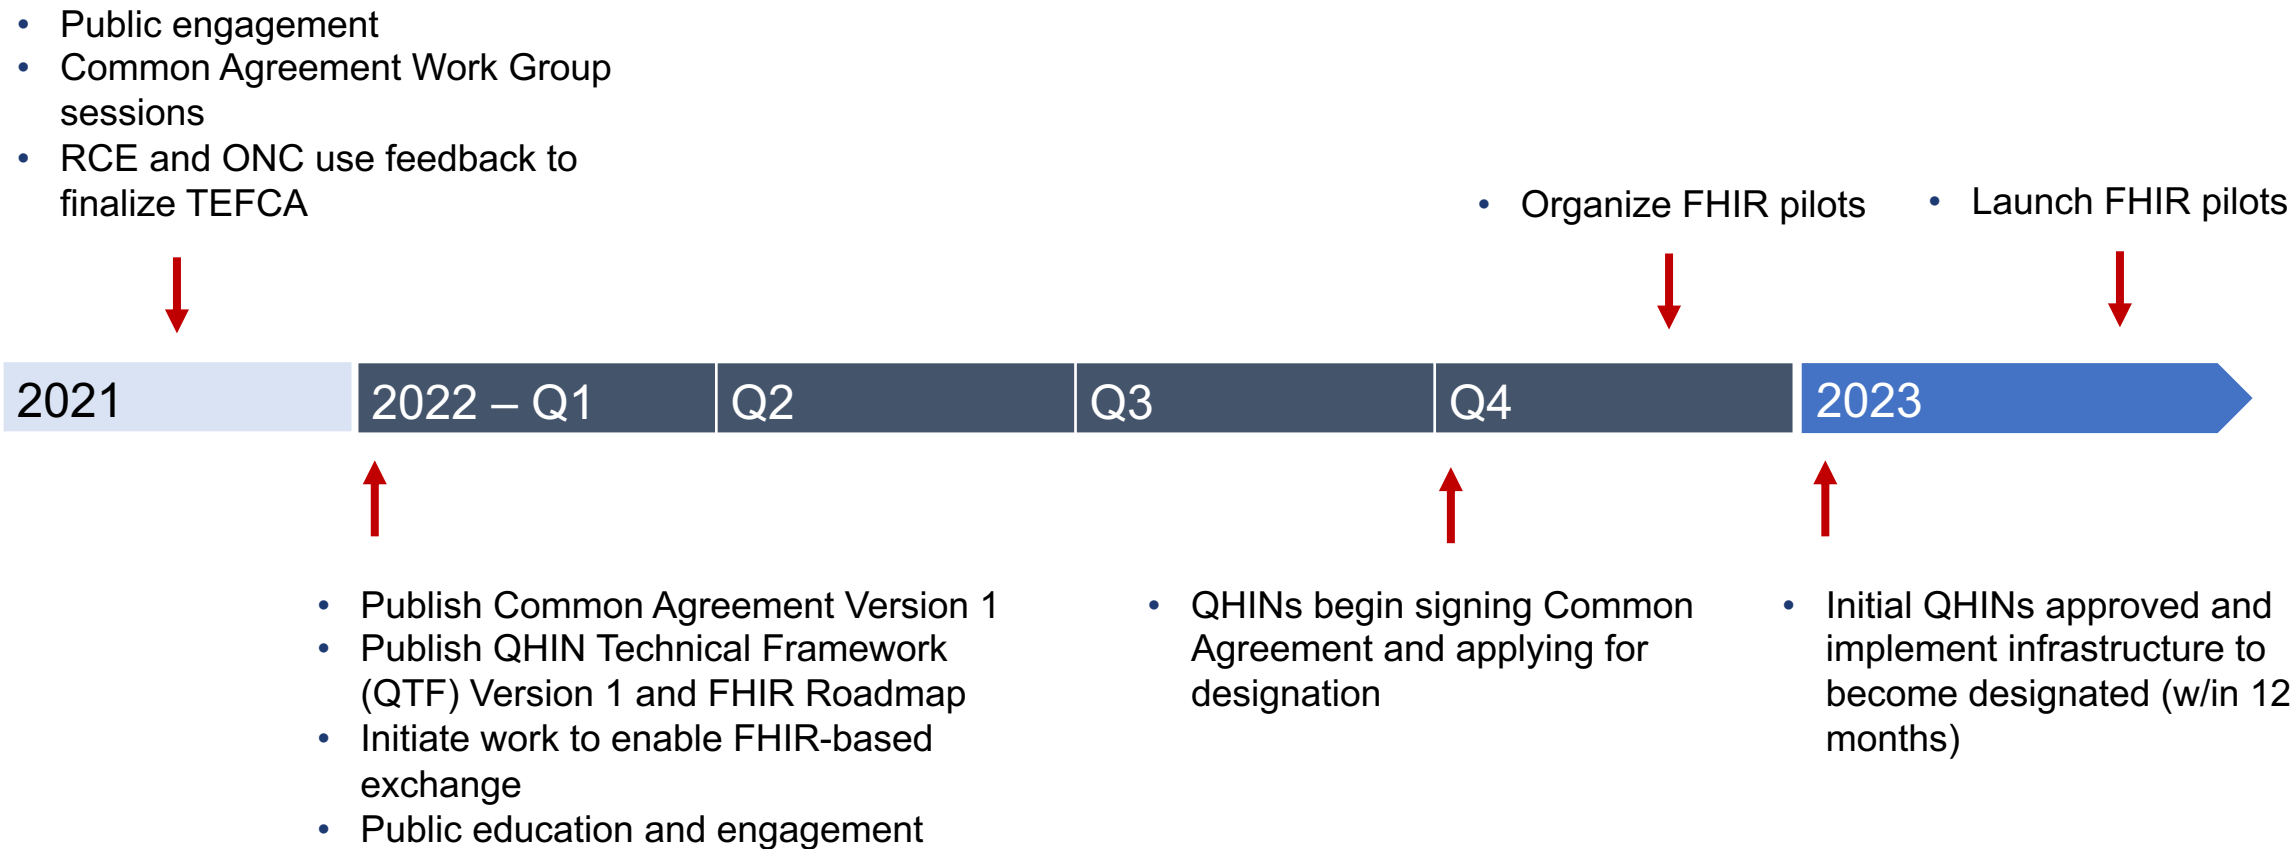 • Public engagement
• Common Agreement Work Group
sessions
• RCE and ONC use feedback to
finalize TEFCA
• Organize FHIR pilots
• Launch FHIR pilots
2021
2022 – Q1
Q2
Q3
Q4
2023
• Publish Common Agreement Version 1
• Publish QHIN Technical Framework
(QTF) Version 1 and FHIR Roadmap
• Initiate work to enable FHIR-based
exchange
• Public education and engagement
• QHINs begin signing Common
Agreement and applying for
designation
• Initial QHINs approved and
implement infrastructure to
become designated (w/in 12
months)